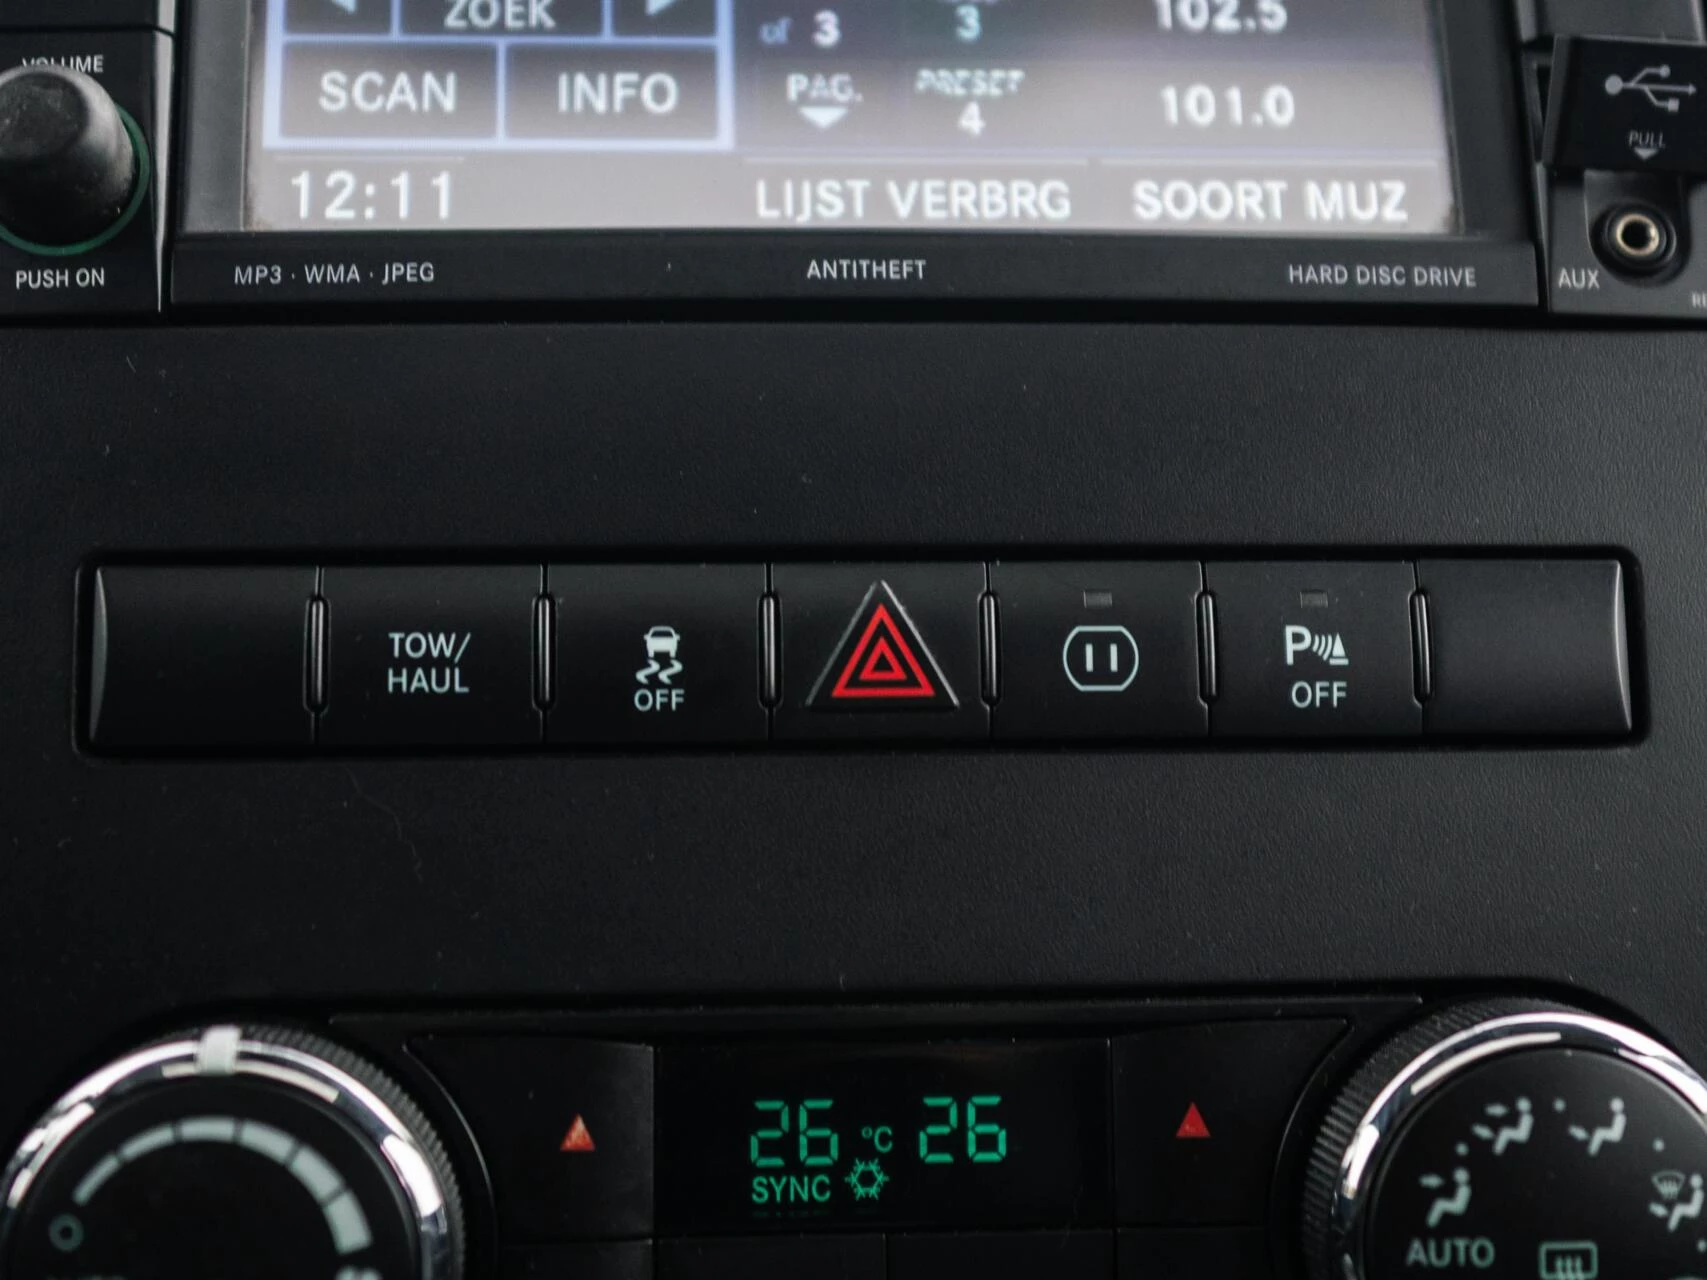 ZOEK
of 3
3
102.5
VOLUME
SCAN
INFO
PAG.
PRESET
4
101.0
PULL
12:11
LIJST VERBRG
SOORT MUZ
PUSH ON
MP3 · WMA · JPEG
ANTITHEFT
HARD DISC DRIVE
AUX
TOW/
HAUL
OFF
P
OFF
26 °C 26
SYNC
AUTO